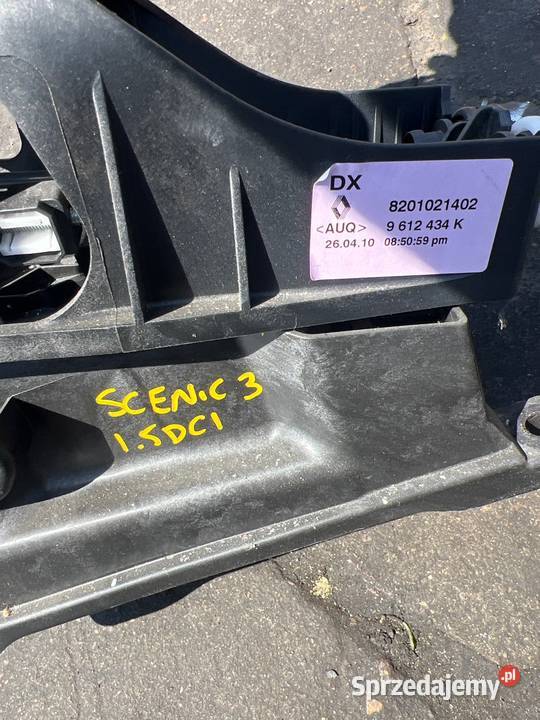 DX
8201021402
<AUQ> 9 612 434 K
26.04.10 08:50:59 pm
SCENIC 3
1.5DCI
Sprzedajemy.pl